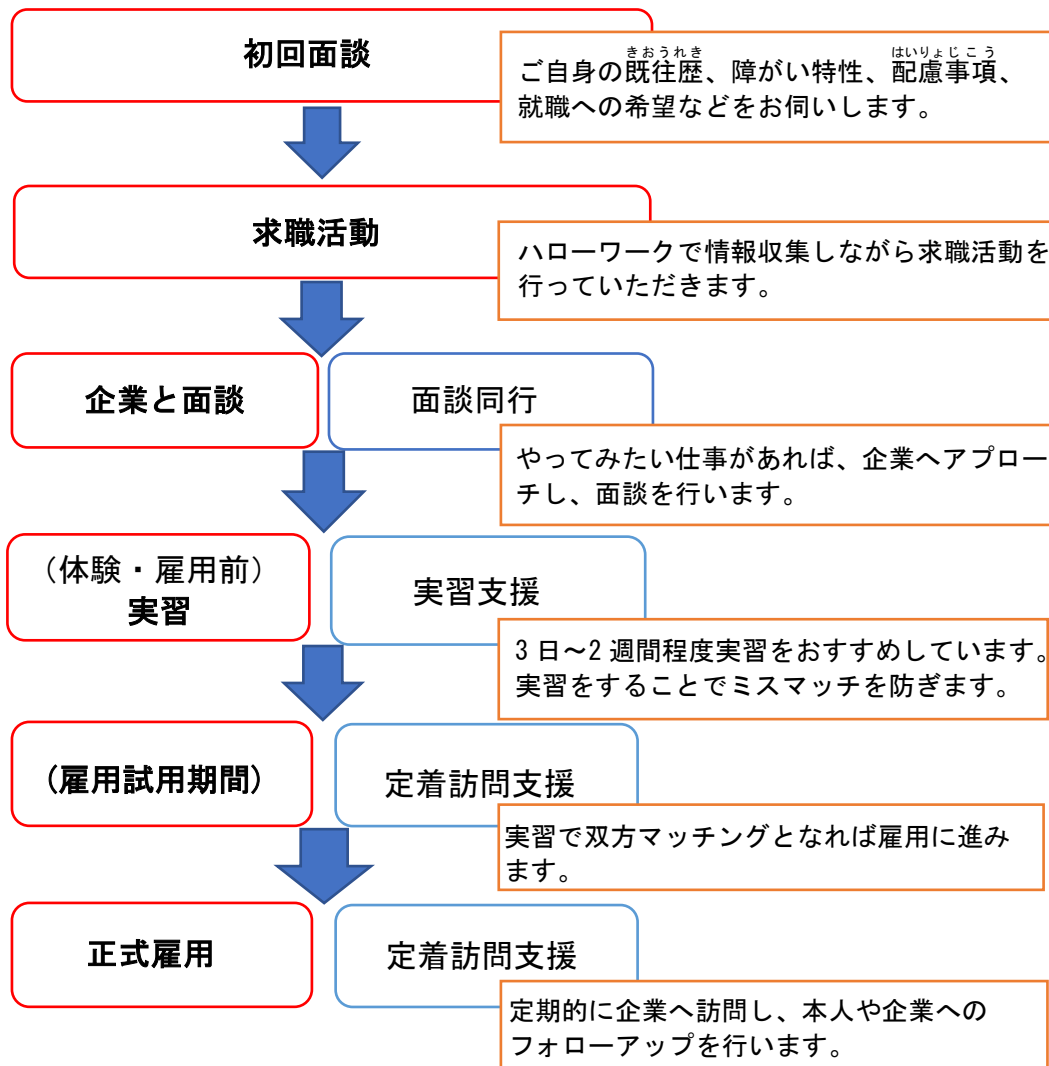 初回面談
ご自身の既往歴、障がい特性、配慮事項、
きおうれき
はいりょじこう
就職への希望などをお伺いします。
求職活動
ハローワークで情報収集しながら求職活動を
行っていただきます。
企業と面談
面談同行
やってみたい仕事があれば、企業へアプロー
チし、面談を行います。
（体験・雇用前）
実習
実習支援
3日～2週間程度実習をおすすめしています。
実習をすることでミスマッチを防ぎます。
(雇用試用期間)
定着訪問支援
実習で双方マッチングとなれば雇用に進み
ます。
正式雇用
定着訪問支援
定期的に企業へ訪問し、本人や企業への
フォローアップを行います。